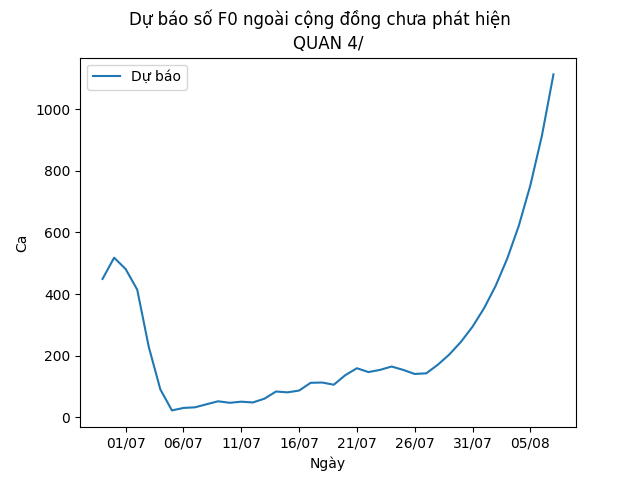 Dự báo số F0 ngoài cộng đồng chưa phát hiện
QUAN 4/
Dự báo
1000
800
600
400
200
0
Ca
01/07 06/07 11/07 16/07 21/07 26/07 31/07 05/08
Ngày